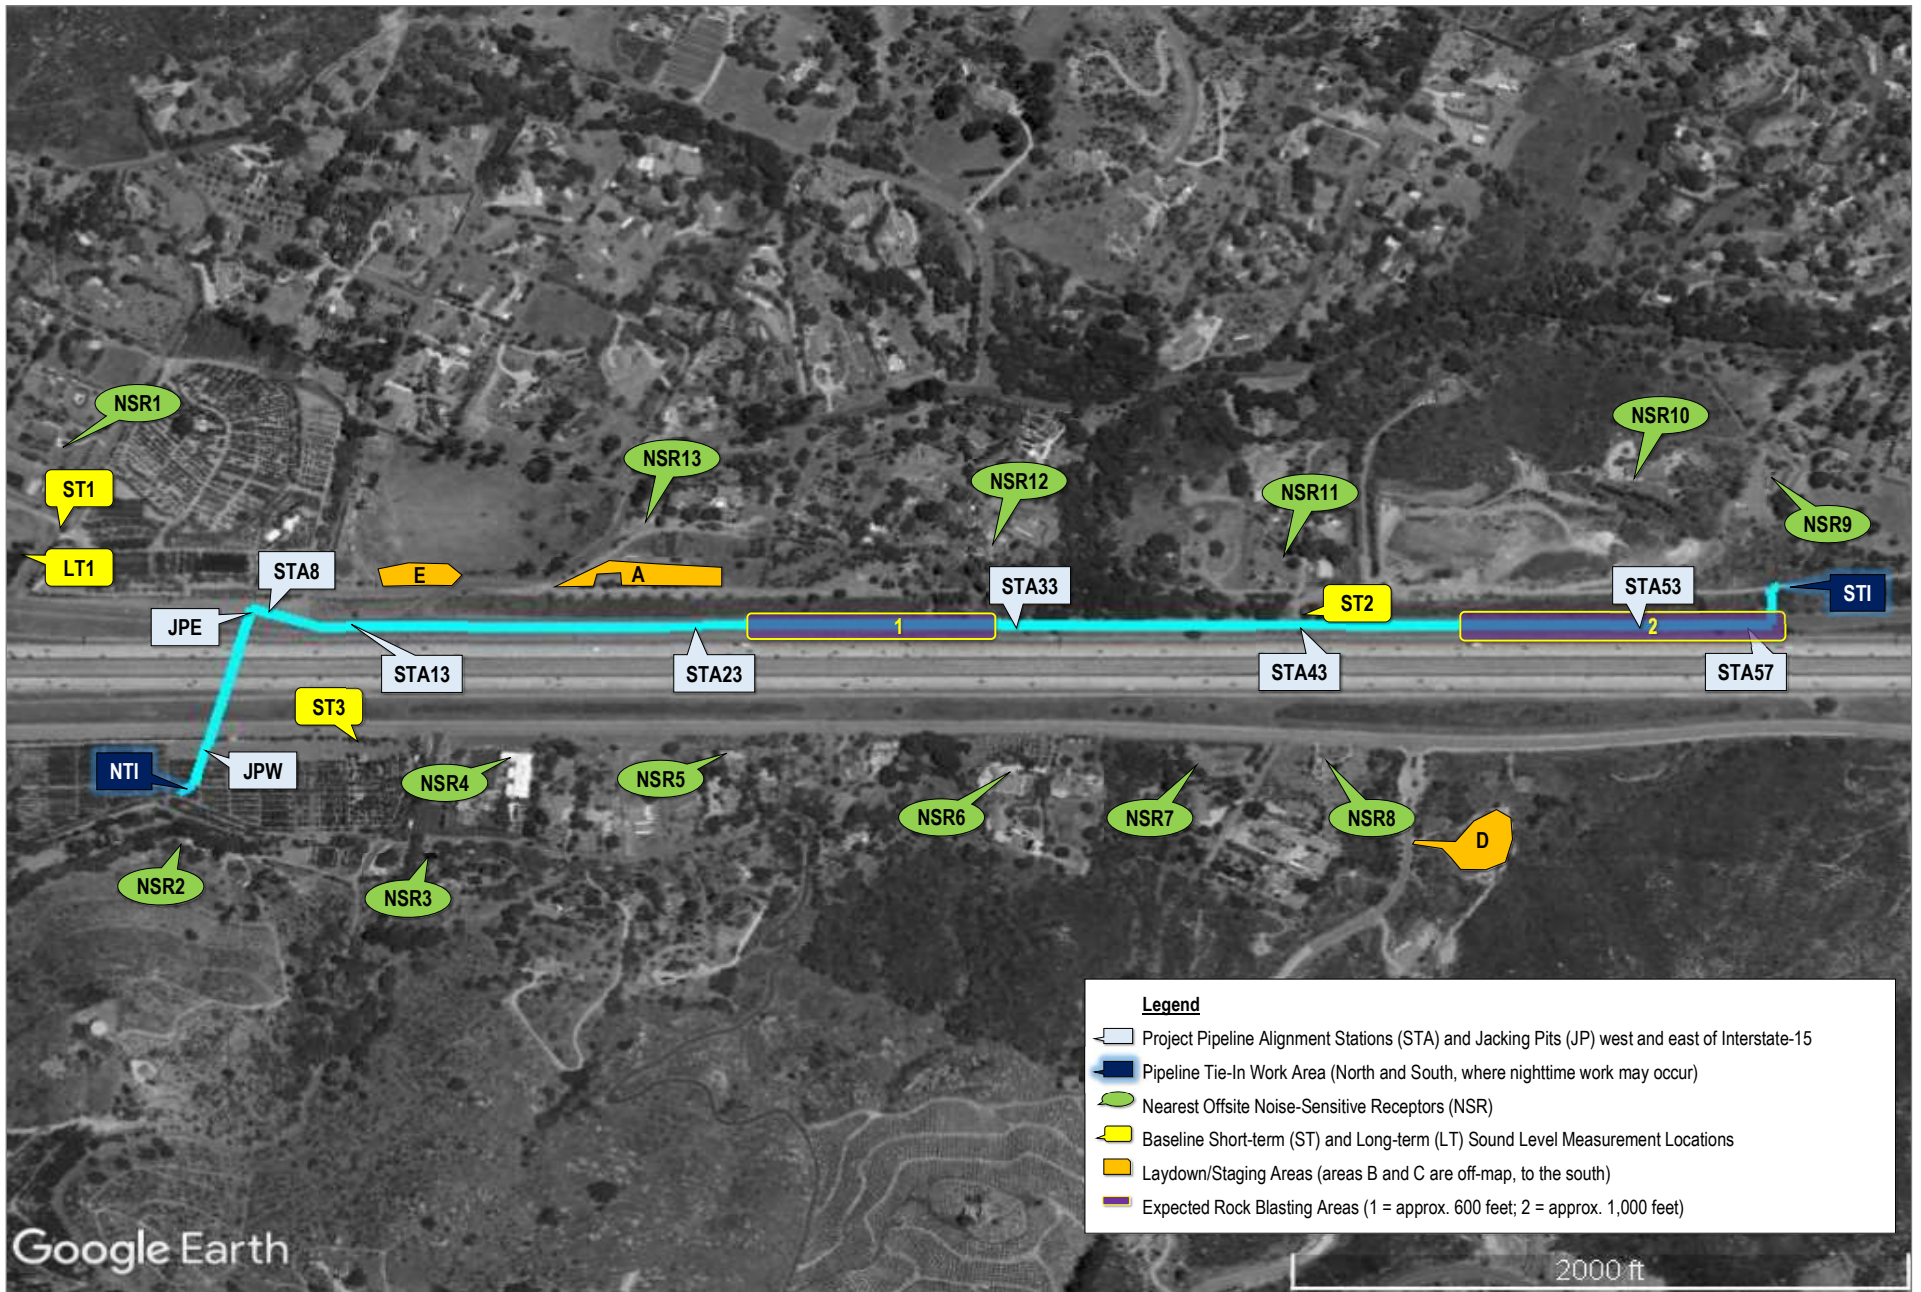 NSR1
NSR10
NSR13
NSR12
ST1
NSR11
NSR9
LT1
STA8
E
A
STA33
STA53
STI
ST2
JPE
1
2
STA13
STA23
STA43
STA57
ST3
NTI
JPW
NSR4
NSR5
NSR6
NSR7
NSR8
D
NSR2
NSR3
Legend
Project Pipeline Alignment Stations (STA) and Jacking Pits (JP) west and east of Interstate-15
Pipeline Tie-In Work Area (North and South, where nighttime work may occur)
Nearest Offsite Noise-Sensitive Receptors (NSR)
Baseline Short-term (ST) and Long-term (LT) Sound Level Measurement Locations
Laydown/Staging Areas (areas B and C are off-map, to the south)
Expected Rock Blasting Areas (1 = approx. 600 feet; 2 = approx. 1,000 feet)
Google Earth
2000 ft